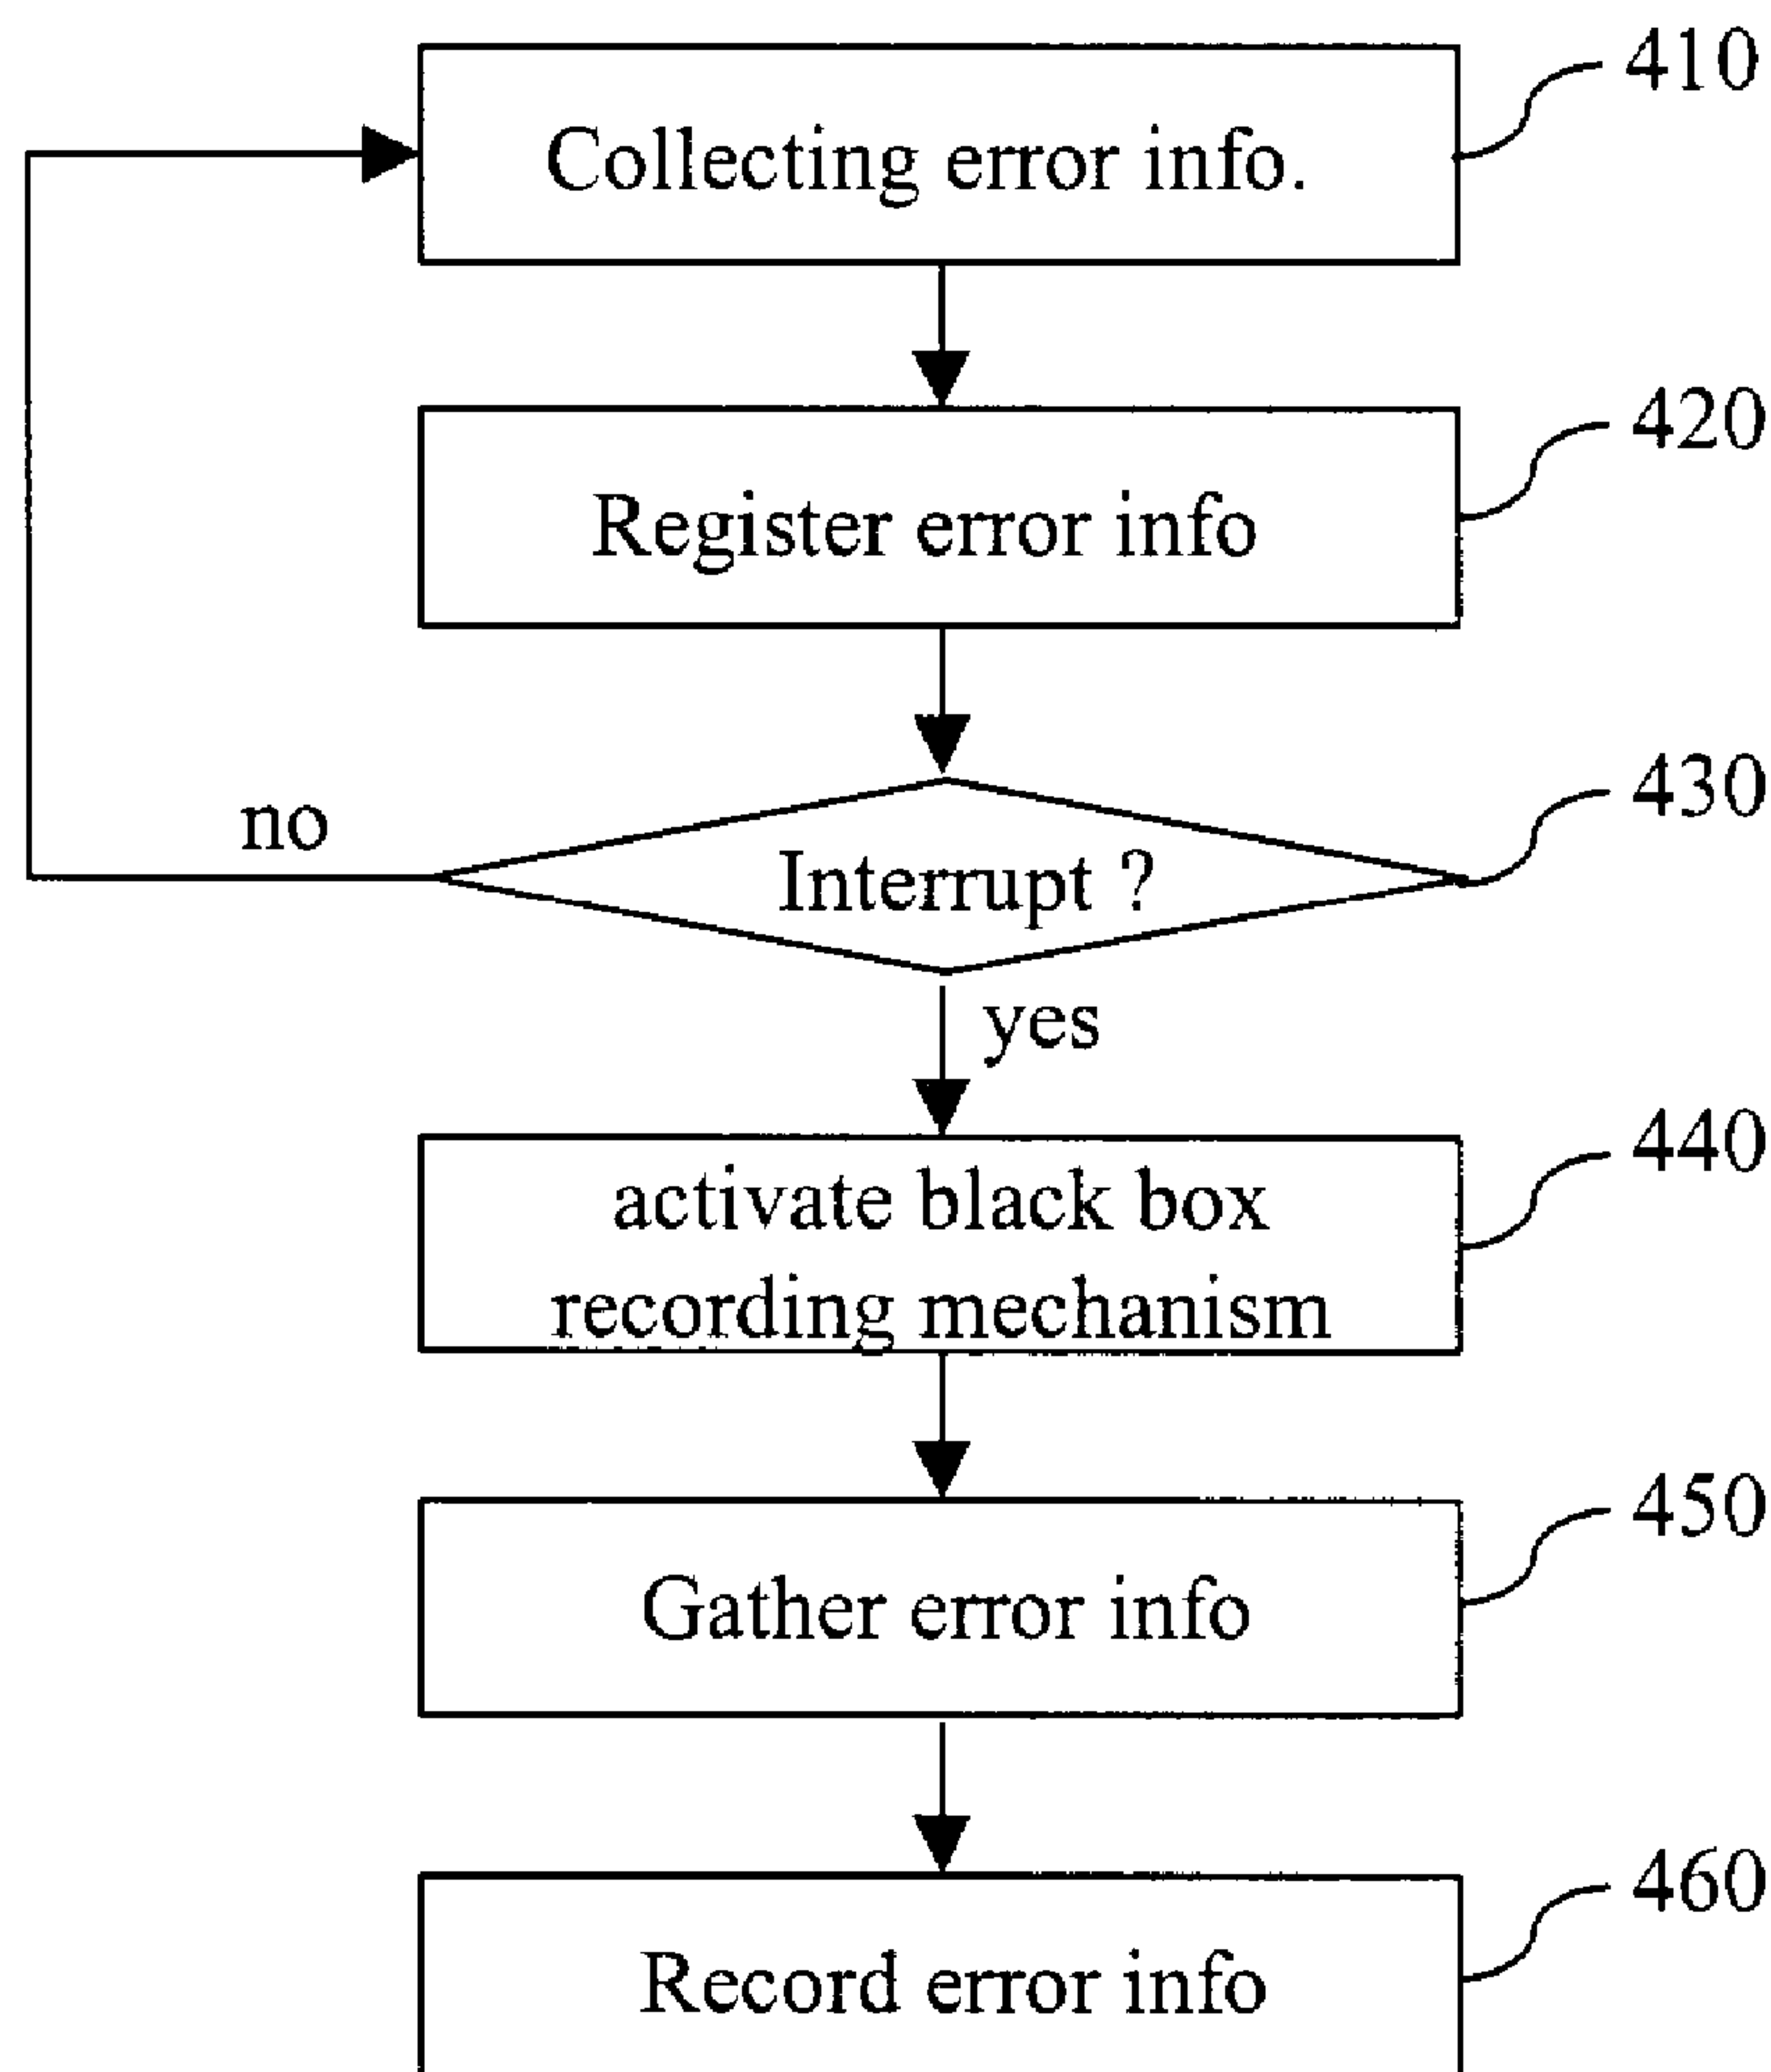 410
Collecting error info.
420
Register error info
430
no
Interrupt ?
yes
440
activate black box
recording mechanism
450
Gather error info
460
Record error info